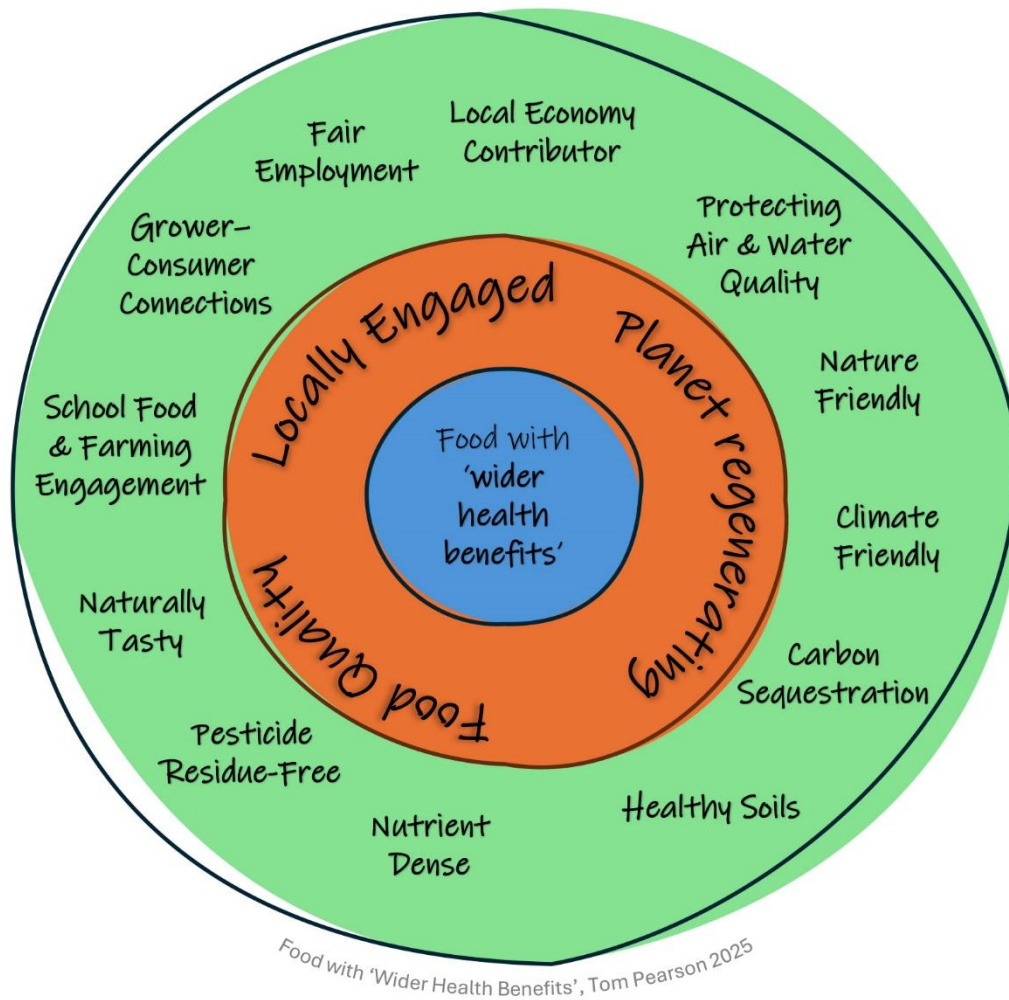 Food with
‘wider
health
benefits’
Locally Engaged
Planet regenerating
Food Quality
Local Economy
Contributor
Protecting
Air & Water
Quality
Nature
Friendly
Climate
Friendly
Carbon
Sequestration
Healthy Soils
Nutrient
Dense
Pesticide
Residue-Free
Naturally
Tasty
School Food
& Farming
Engagement
Grower–
Consumer
Connections
Fair
Employment
Food with ‘Wider Health Benefits’, Tom Pearson 2025